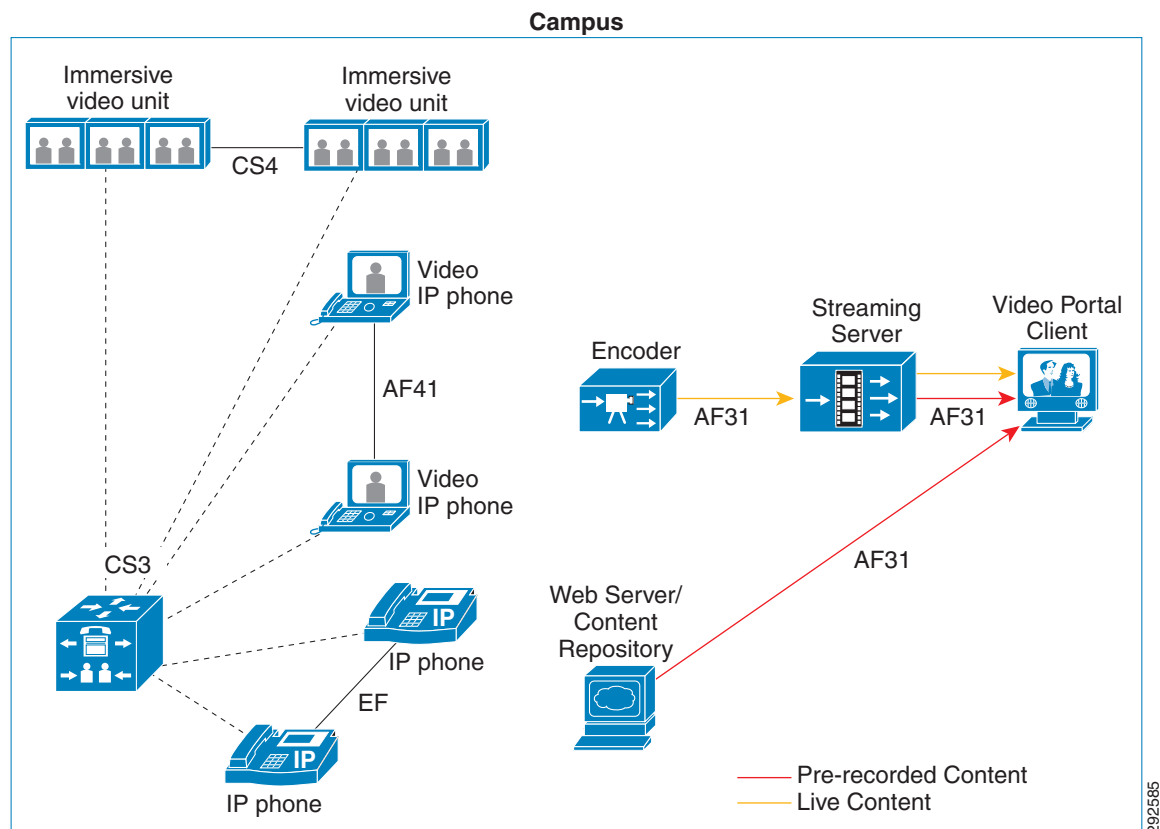 Campus
Immersive
video unit
Immersive
video unit
CS4
Video
IP phone
AF41
Video
IP phone
CS3
IP
IP phone
EF
IP
IP phone
Encoder
AF31
Streaming
Server
AF31
Video Portal
Client
AF31
Web Server/
Content
Repository
Pre-recorded Content
Live Content
292585